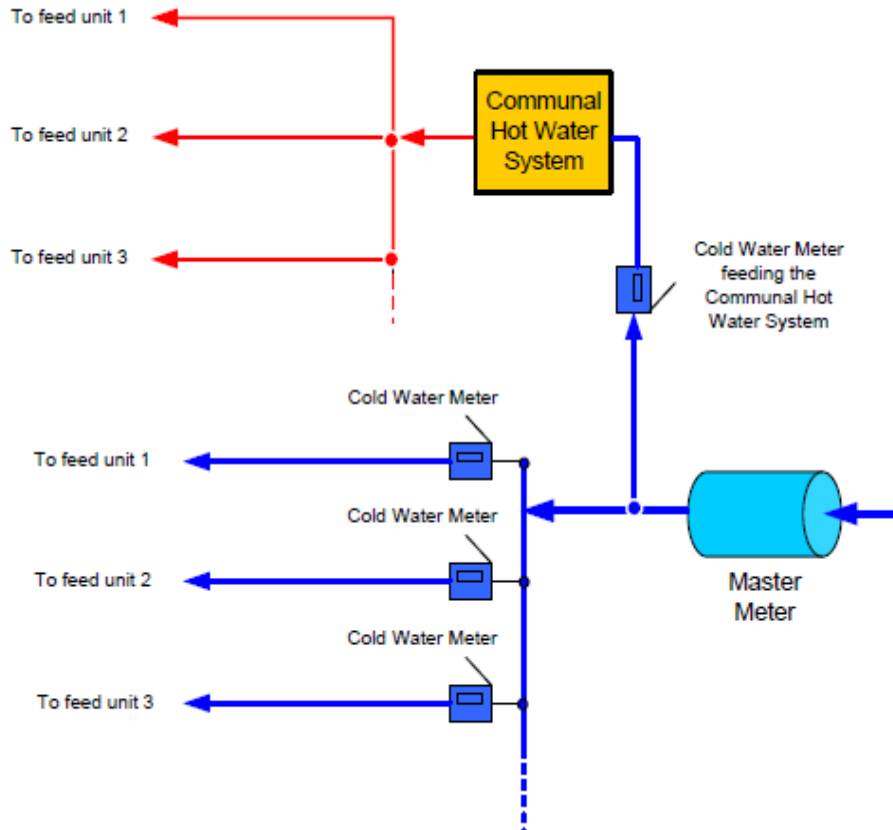 To feed unit 1
Communal
Hot Water
System
To feed unit 2
To feed unit 3
Cold Water Meter
feeding the
Communal Hot
Water System
Cold Water Meter
To feed unit 1
Cold Water Meter
To feed unit 2
Master
Meter
Cold Water Meter
To feed unit 3